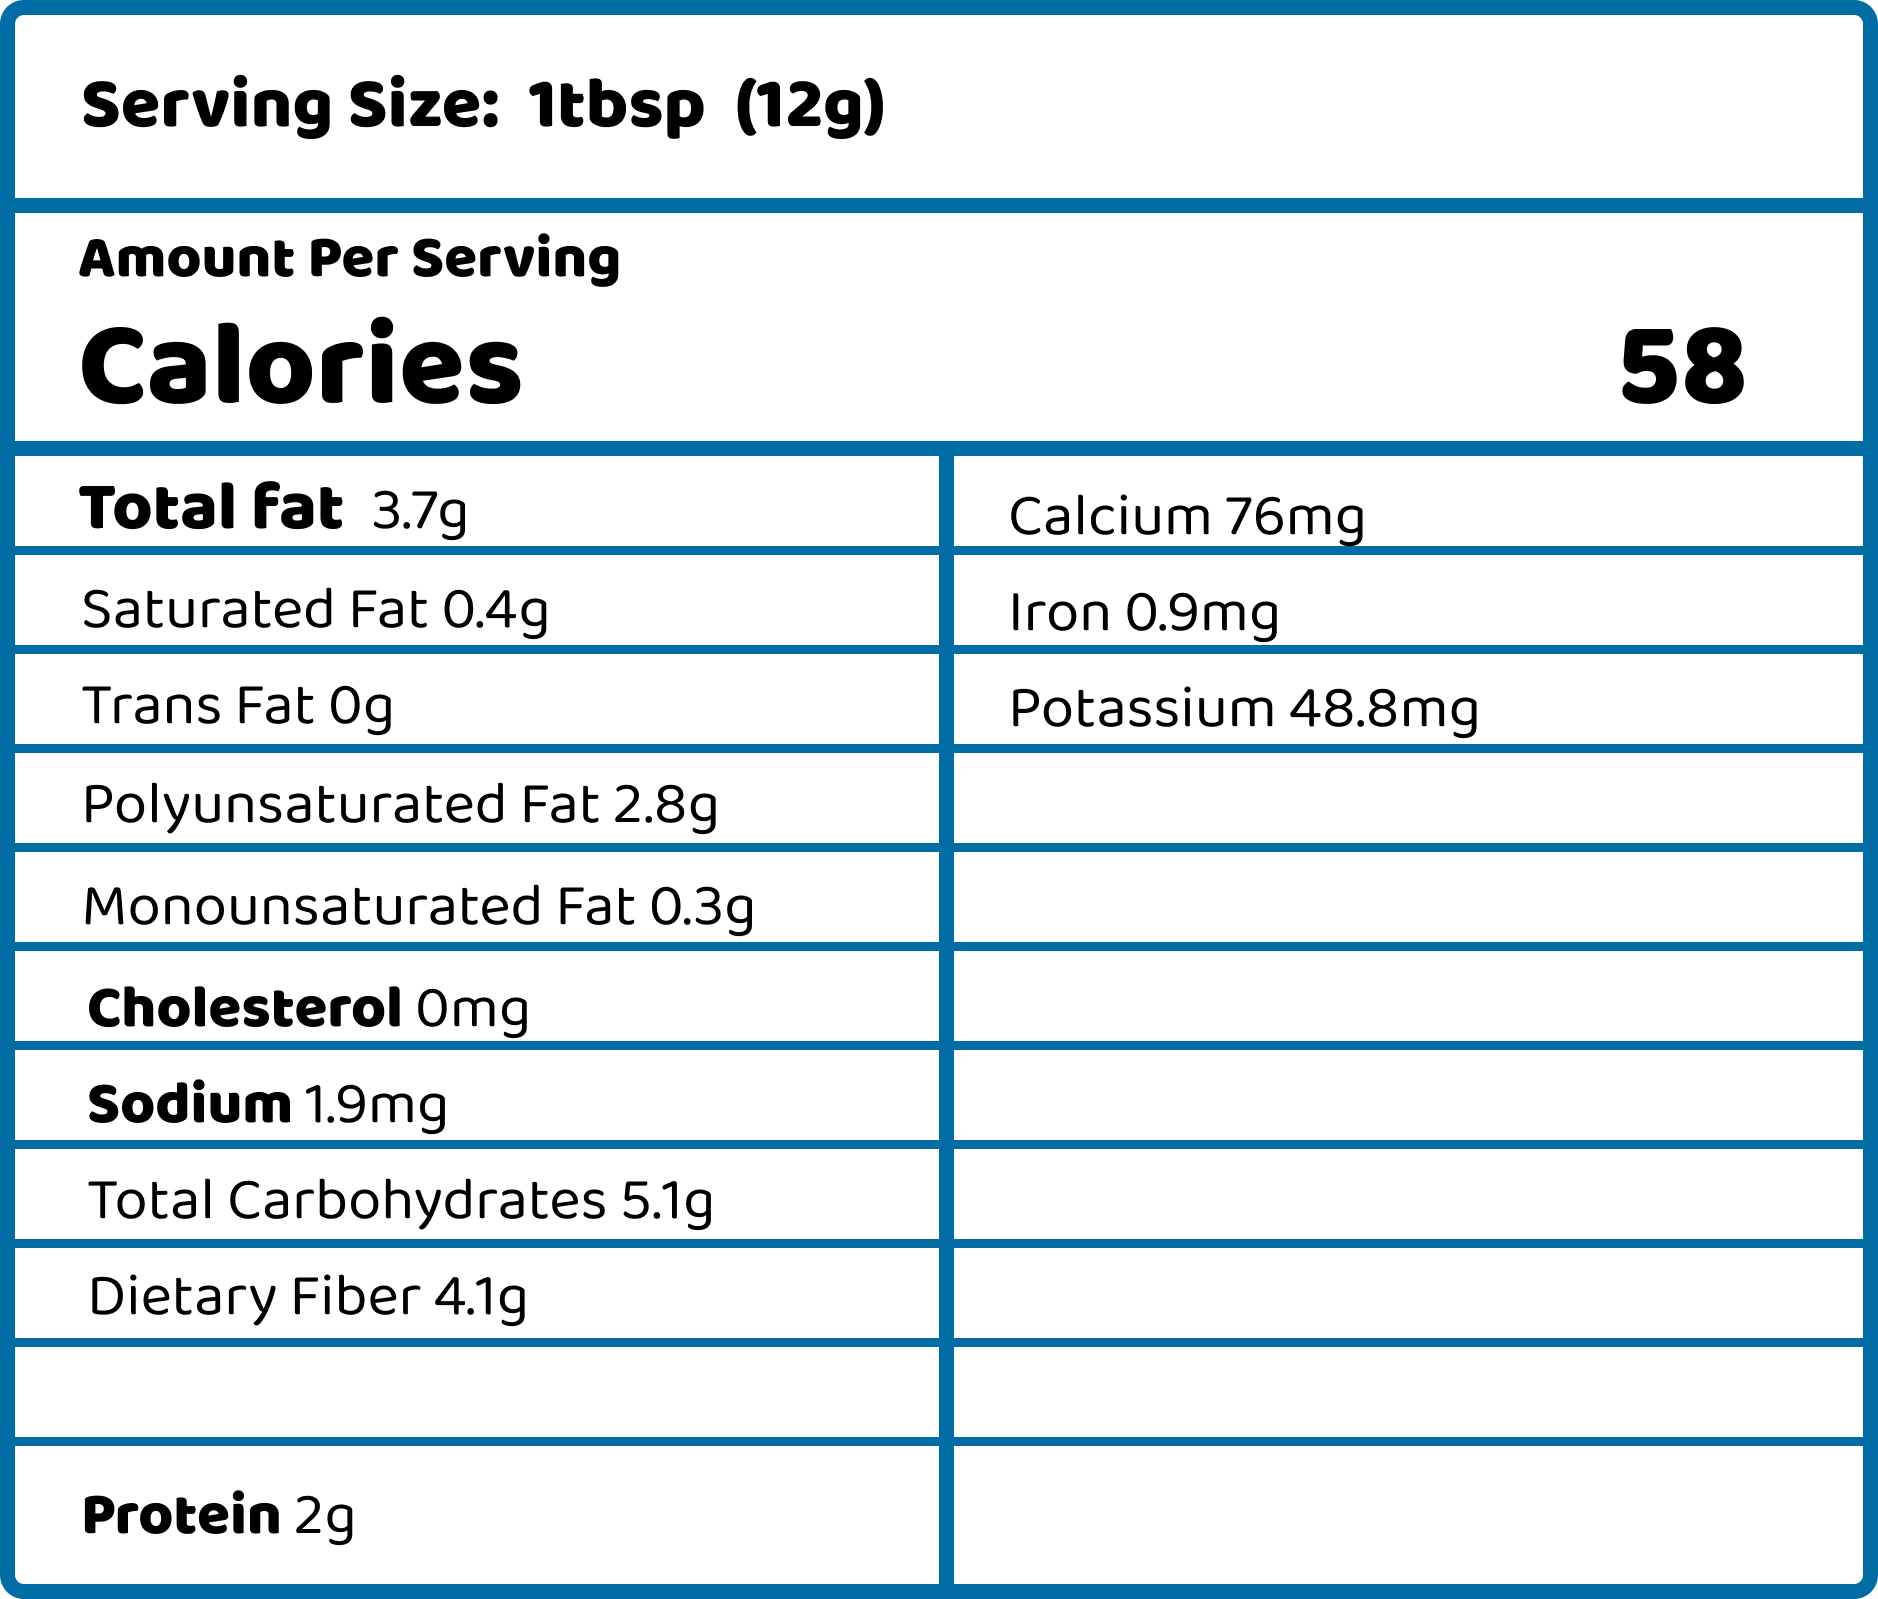 Serving Size: 1tbsp (12g)
Amount Per Serving
Calories 58
Total fat 3.7g
Saturated Fat 0.4g
Trans Fat 0g
Polyunsaturated Fat 2.8g
Monounsaturated Fat 0.3g
Cholesterol 0mg
Sodium 1.9mg
Total Carbohydrates 5.1g
Dietary Fiber 4.1g
Protein 2g
Calcium 76mg
Iron 0.9mg
Potassium 48.8mg